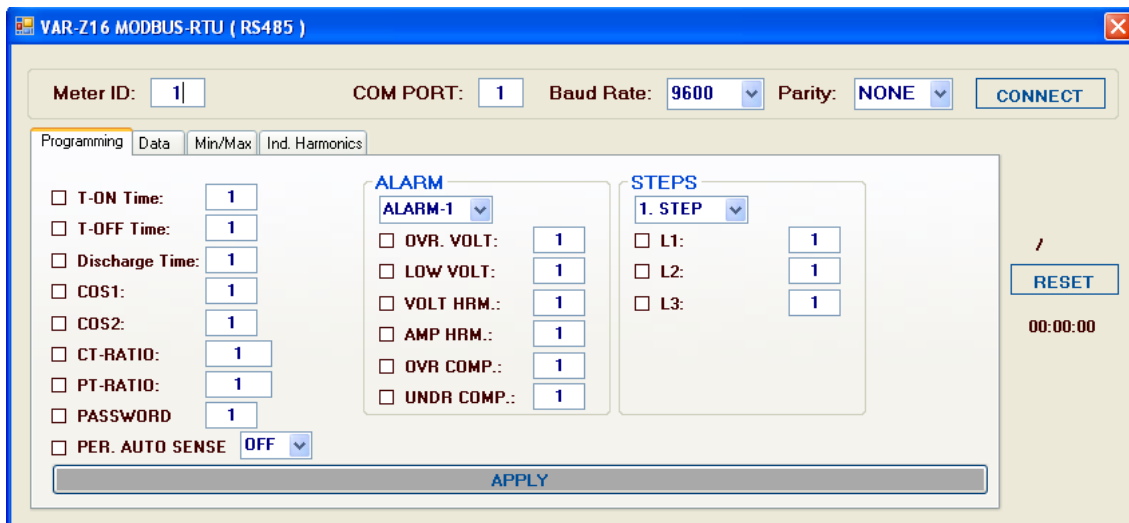 VAR-Z16 MODBUS-RTU ( RS485 )
Meter ID: 1 COM PORT: 1 Baud Rate: 9600 Parity: NONE CONNECT
Programming Data Min/Max Ind. Harmonics
T-ON Time: 1
T-OFF Time: 1
Discharge Time: 1
COS1: 1
COS2: 1
CT-RATIO: 1
PT-RATIO: 1
PASSWORD 1
PER. AUTO SENSE OFF
ALARM
ALARM-1
OVR. VOLT: 1
LOW VOLT: 1
VOLT HRM.: 1
AMP HRM.: 1
OVR COMP.: 1
UNDR COMP.: 1
STEPS
1. STEP
L1: 1
L2: 1
L3: 1
/
RESET
00:00:00
APPLY